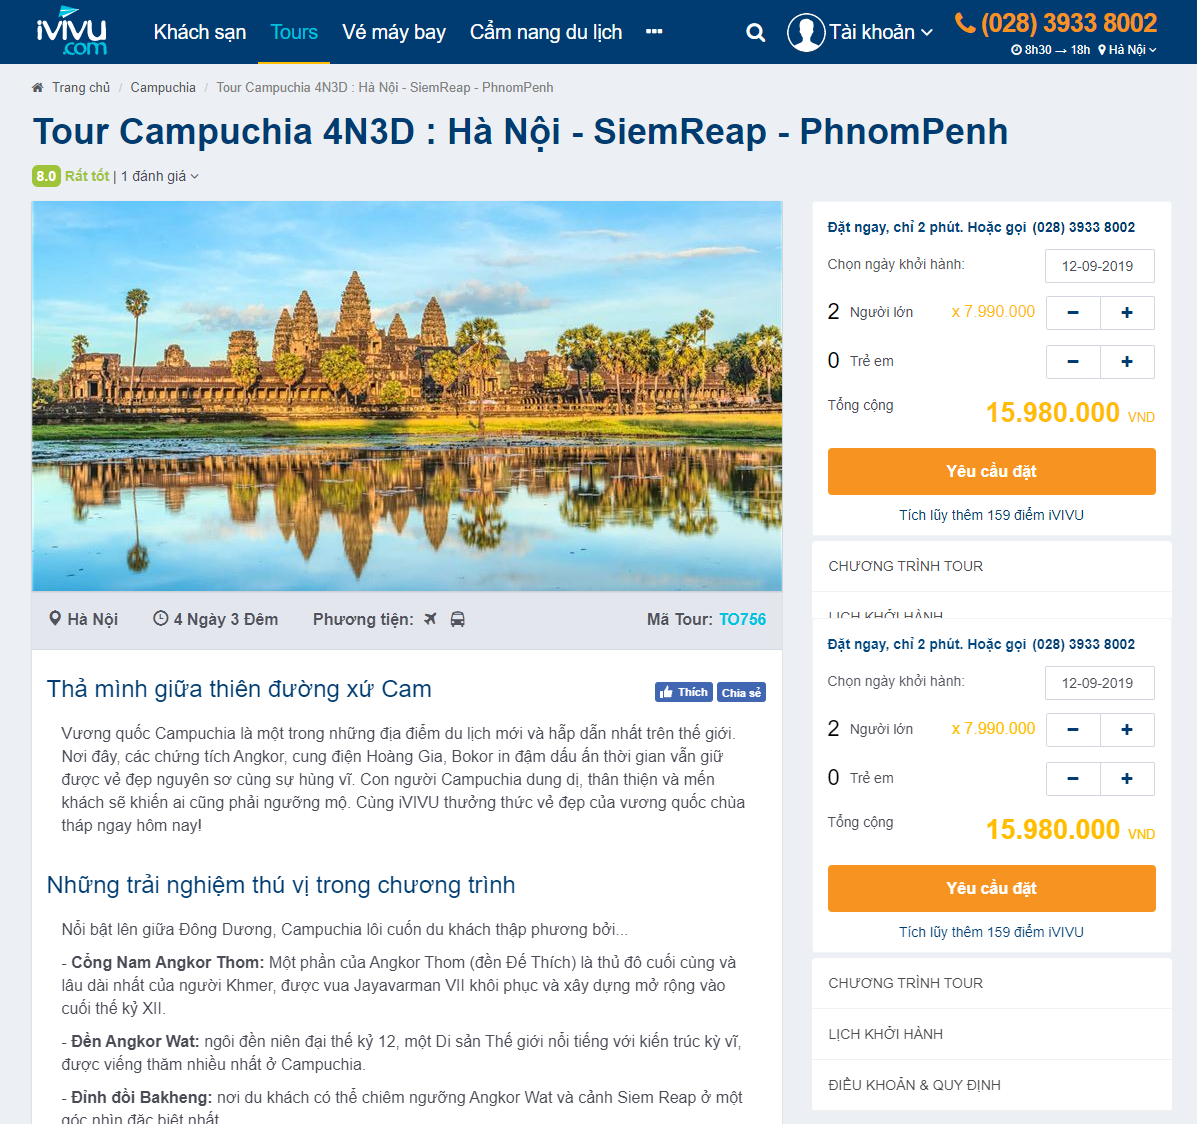 iVIVU
.com
Khách sạn Tours Vé máy bay Cẩm nang du lịch
Tài khoản
(028) 3933 8002
8h30 → 18h Hà Nội
Trang chủ / Campuchia / Tour Campuchia 4N3D : Hà Nội - SiemReap - PhnomPenh
Tour Campuchia 4N3D : Hà Nội - SiemReap - PhnomPenh
8.0 Rất tốt | 1 đánh giá
Hà Nội 4 Ngày 3 Đêm Phương tiện: Mã Tour: TO756
Thả mình giữa thiên đường xứ Cam
Thích Chia sẻ
Vương quốc Campuchia là một trong những địa điểm du lịch mới và hấp dẫn nhất trên thế giới.
Nơi đây, các chứng tích Angkor, cung điện Hoàng Gia, Bokor in đậm dấu ấn thời gian vẫn giữ
được vẻ đẹp nguyên sơ cùng sự hùng vĩ. Con người Campuchia dung dị, thân thiện và mến
khách sẽ khiến ai cũng phải ngưỡng mộ. Cùng iVIVU thưởng thức vẻ đẹp của vương quốc chùa
tháp ngay hôm nay!
Những trải nghiệm thú vị trong chương trình
Nổi bật lên giữa Đông Dương, Campuchia lôi cuốn du khách thập phương bởi...
- Cổng Nam Angkor Thom: Một phần của Angkor Thom (đền Đế Thích) là thủ đô cuối cùng và
lâu dài nhất của người Khmer, được vua Jayavarman VII khôi phục và xây dựng mở rộng vào
cuối thế kỷ XII.
- Đền Angkor Wat: ngôi đền niên đại thế kỷ 12, một Di sản Thế giới nổi tiếng với kiến trúc kỳ vĩ,
được viếng thăm nhiều nhất ở Campuchia.
- Đỉnh đồi Bakheng: nơi du khách có thể chiêm ngưỡng Angkor Wat và cảnh Siem Reap ở một
góc nhìn đặc biệt nhất
Đặt ngay, chỉ 2 phút. Hoặc gọi (028) 3933 8002
Chọn ngày khởi hành: 12-09-2019
2 Người lớn x 7.990.000 − +
0 Trẻ em − +
Tổng cộng 15.980.000 VND
Yêu cầu đặt
Tích lũy thêm 159 điểm iVIVU
CHƯƠNG TRÌNH TOUR
LỊCH KHỞI HÀNH
Đặt ngay, chỉ 2 phút. Hoặc gọi (028) 3933 8002
Chọn ngày khởi hành: 12-09-2019
2 Người lớn x 7.990.000 − +
0 Trẻ em − +
Tổng cộng 15.980.000 VND
Yêu cầu đặt
Tích lũy thêm 159 điểm iVIVU
CHƯƠNG TRÌNH TOUR
LỊCH KHỞI HÀNH
ĐIỀU KHOẢN & QUY ĐỊNH